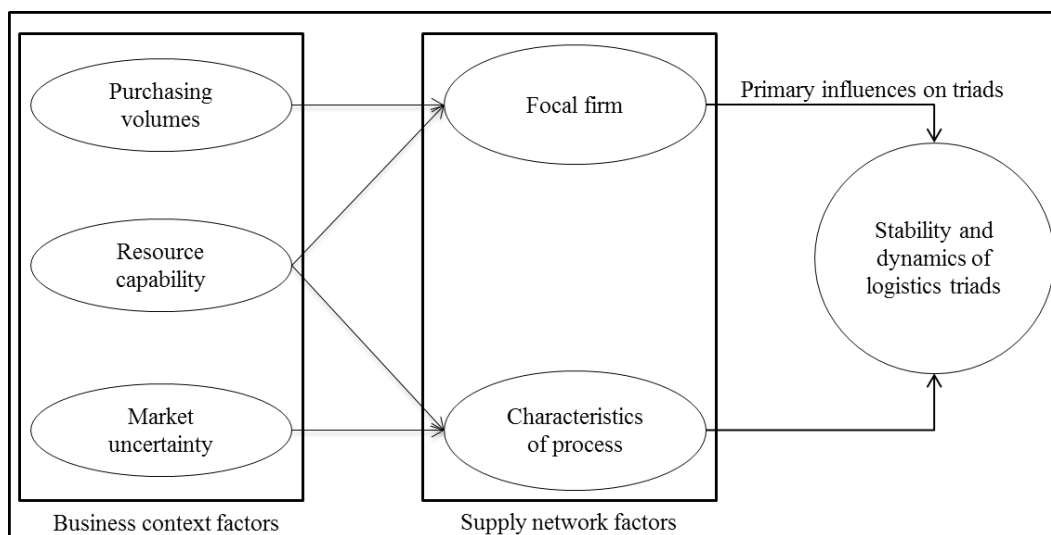 Purchasing
volumes
Resource
capability
Market
uncertainty
Business context factors
Focal firm
Characteristics
of process
Supply network factors
Primary influences on triads
Stability and
dynamics of
logistics triads